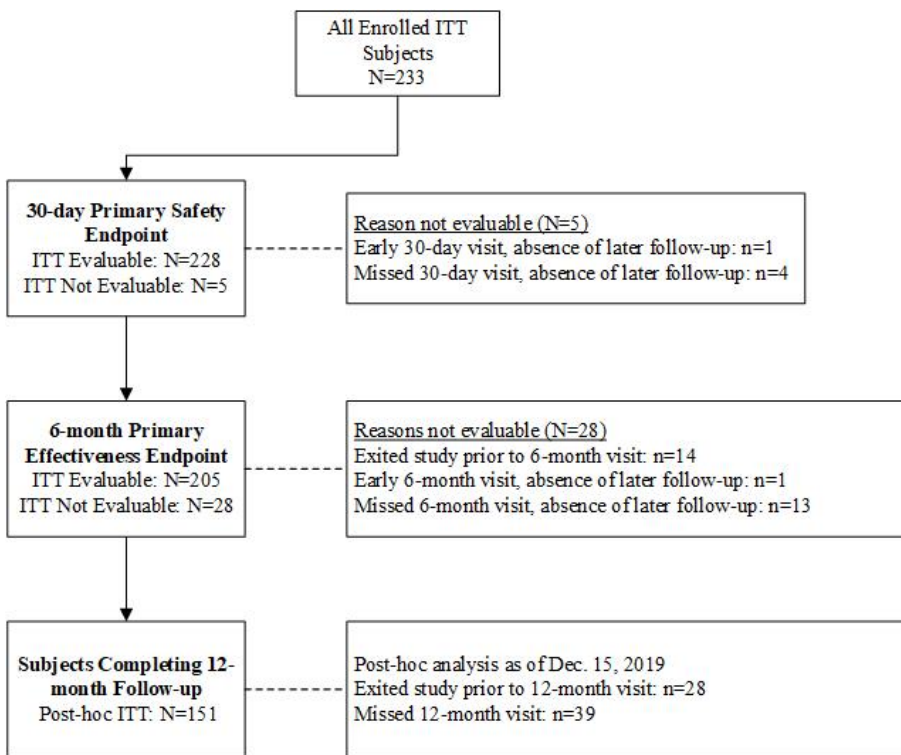 All Enrolled ITT
Subjects
N=233
30-day Primary Safety
Endpoint
ITT Evaluable: N=228
ITT Not Evaluable: N=5
Reason not evaluable (N=5)
Early 30-day visit, absence of later follow-up: n=1
Missed 30-day visit, absence of later follow-up: n=4
6-month Primary
Effectiveness Endpoint
ITT Evaluable: N=205
ITT Not Evaluable: N=28
Reasons not evaluable (N=28)
Exited study prior to 6-month visit: n=14
Early 6-month visit, absence of later follow-up: n=1
Missed 6-month visit, absence of later follow-up: n=13
Subjects Completing 12-
month Follow-up
Post-hoc ITT: N=151
Post-hoc analysis as of Dec. 15, 2019
Exited study prior to 12-month visit: n=28
Missed 12-month visit: n=39